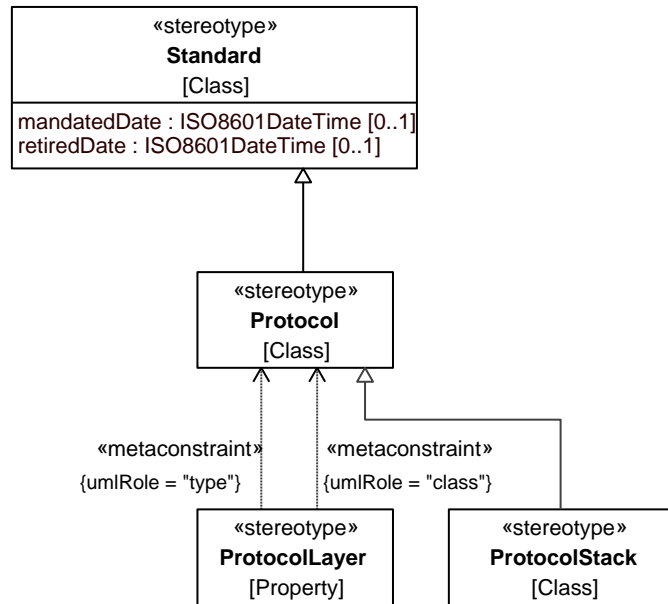 «stereotype»
Standard
[Class]
mandatedDate : ISO8601DateTime [0..1]
retiredDate : ISO8601DateTime [0..1]
«stereotype»
Protocol
[Class]
«metaconstraint»
{umlRole = "type"}
«metaconstraint»
{umlRole = "class"}
«stereotype»
ProtocolLayer
[Property]
«stereotype»
ProtocolStack
[Class]